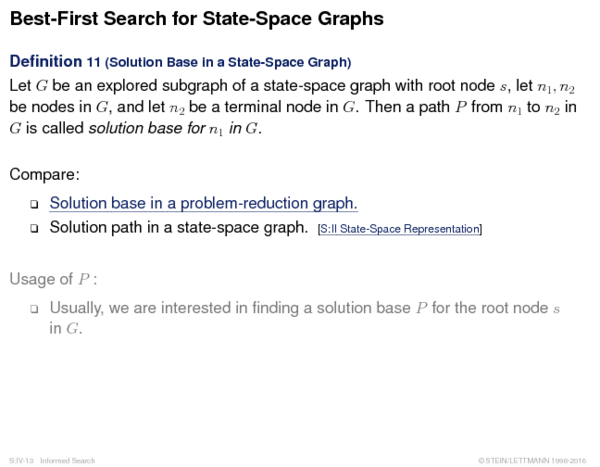 Best-First Search for State-Space Graphs
Definition 11 (Solution Base in a State-Space Graph)
Let G be an explored subgraph of a state-space graph with root node s, let n₁, n₂
be nodes in G, and let n₂ be a terminal node in G. Then a path P from n₁ to n₂ in
G is called solution base for n₁ in G.
Compare:
❑ Solution base in a problem-reduction graph.
❑ Solution path in a state-space graph. [S:II State-Space Representation]
Usage of P :
❑ Usually, we are interested in finding a solution base P for the root node s
in G.
S:IV-13 Informed Search
© STEIN/LETTMANN 1998-2016